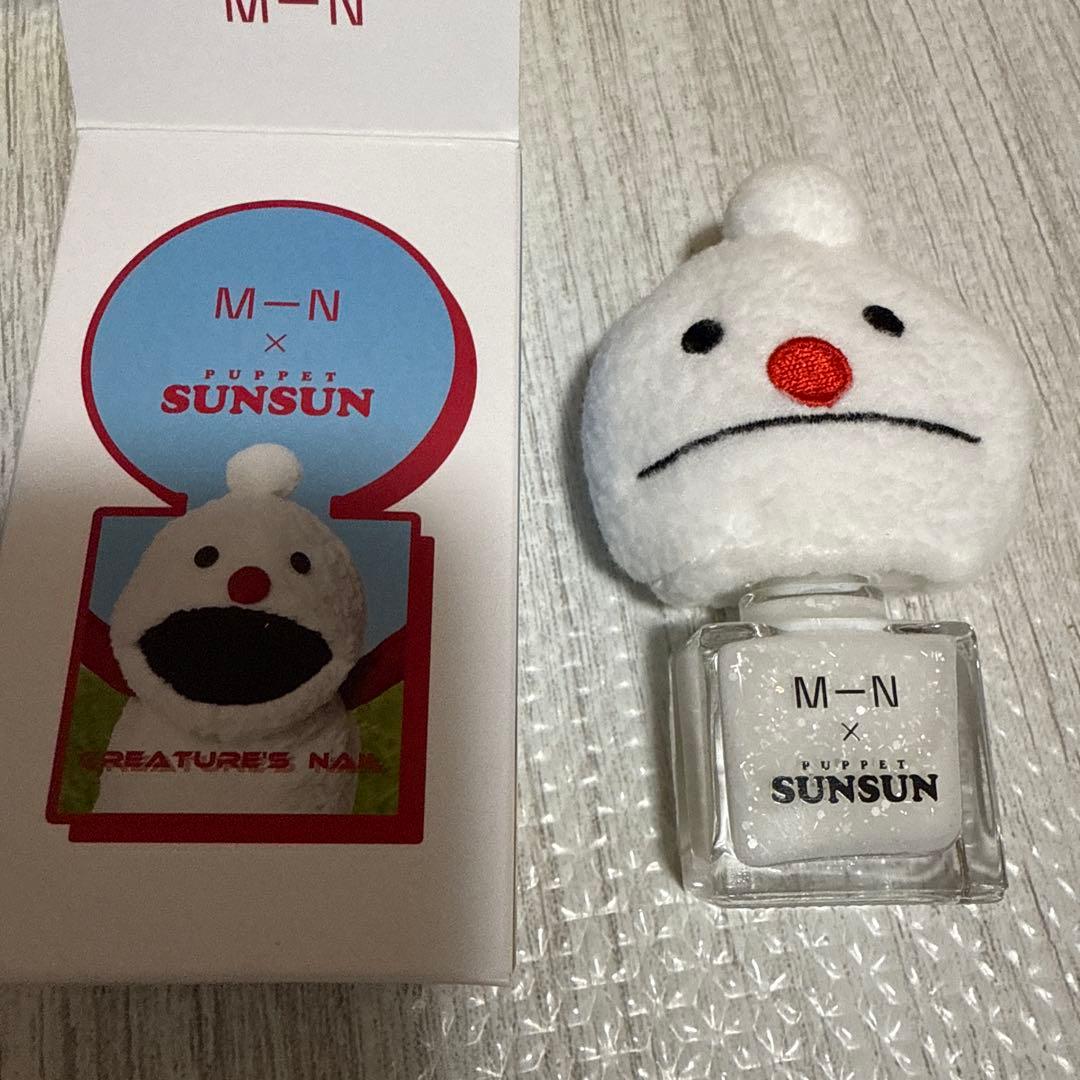 M—N
M—N
×
PUPPET
SUNSUN
CREATURE'S NAIL
M—N
×
PUPPET
SUNSUN